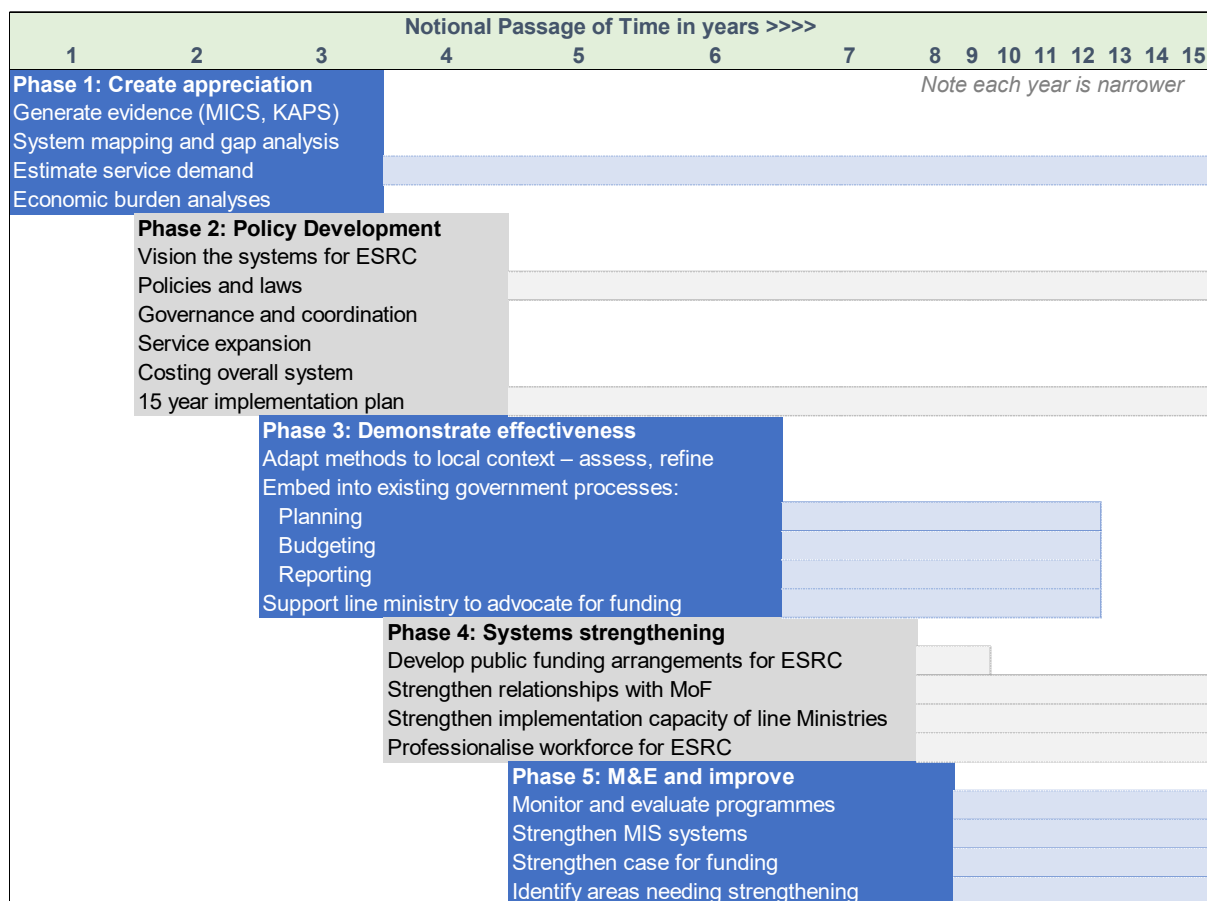 Notional Passage of Time in years >>>>
1 2 3 4 5 6 7 8 9 10 11 12 13 14 15
Phase 1: Create appreciation
Note each year is narrower
Generate evidence (MICS, KAPS)
System mapping and gap analysis
Estimate service demand
Economic burden analyses
Phase 2: Policy Development
Vision the systems for ESRC
Policies and laws
Governance and coordination
Service expansion
Costing overall system
15 year implementation plan
Phase 3: Demonstrate effectiveness
Adapt methods to local context – assess, refine
Embed into existing government processes:
Planning
Budgeting
Reporting
Support line ministry to advocate for funding
Phase 4: Systems strengthening
Develop public funding arrangements for ESRC
Strengthen relationships with MoF
Strengthen implementation capacity of line Ministries
Professionalise workforce for ESRC
Phase 5: M&E and improve
Monitor and evaluate programmes
Strengthen MIS systems
Strengthen case for funding
Identify areas needing strengthening